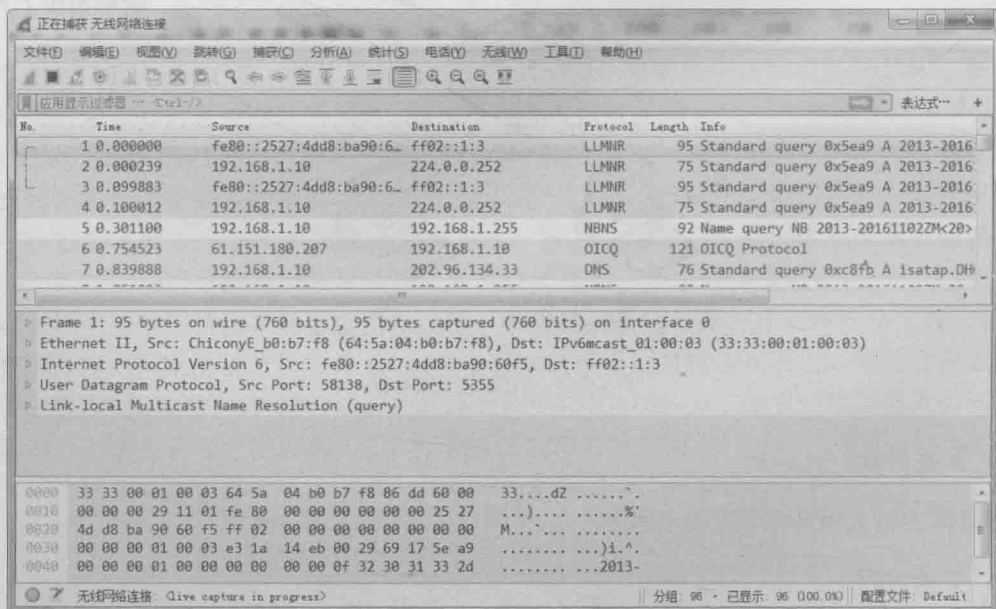 正在捕获 无线网络连接
文件(F) 编辑(E) 视图(V) 跳转(G) 捕获(C) 分析(A) 统计(S) 电话(Y) 无线(W) 工具(T) 帮助(H)
应用显示过滤器 … <Ctrl-/> 表达式… +
No. Time Source Destination Protocol Length Info
1 0.000000 fe80::2527:4dd8:ba90:6… ff02::1:3 LLMNR 95 Standard query 0x5ea9 A 2013-2016
2 0.000239 192.168.1.10 224.0.0.252 LLMNR 75 Standard query 0x5ea9 A 2013-2016
3 0.099883 fe80::2527:4dd8:ba90:6… ff02::1:3 LLMNR 95 Standard query 0x5ea9 A 2013-2016
4 0.100012 192.168.1.10 224.0.0.252 LLMNR 75 Standard query 0x5ea9 A 2013-2016
5 0.301100 192.168.1.10 192.168.1.255 NBNS 92 Name query NB 2013-20161102ZM<20>
6 0.754523 61.151.180.207 192.168.1.10 OICQ 121 OICQ Protocol
7 0.839888 192.168.1.10 202.96.134.33 DNS 76 Standard query 0xc8fb A isatap.DH
Frame 1: 95 bytes on wire (760 bits), 95 bytes captured (760 bits) on interface 0
Ethernet II, Src: ChiconyE_b0:b7:f8 (64:5a:04:b0:b7:f8), Dst: IPv6mcast_01:00:03 (33:33:00:01:00:03)
Internet Protocol Version 6, Src: fe80::2527:4dd8:ba90:60f5, Dst: ff02::1:3
User Datagram Protocol, Src Port: 58138, Dst Port: 5355
Link-local Multicast Name Resolution (query)
0000 33 33 00 01 00 03 64 5a 04 b0 b7 f8 86 dd 60 00 33....dZ ......`.
0010 00 00 00 29 11 01 fe 80 00 00 00 00 00 00 25 27 ...).... ......%'
0020 4d d8 ba 90 60 f5 ff 02 00 00 00 00 00 00 00 00 M...`... ........
0030 00 00 00 01 00 03 e3 1a 14 eb 00 29 69 17 5e a9 ........ ...)i.^.
0040 00 00 00 01 00 00 00 00 00 00 0f 32 30 31 33 2d ........ ...2013-
无线网络连接: <live capture in progress> 分组: 96 · 已显示: 96 (100.0%) 配置文件: Default